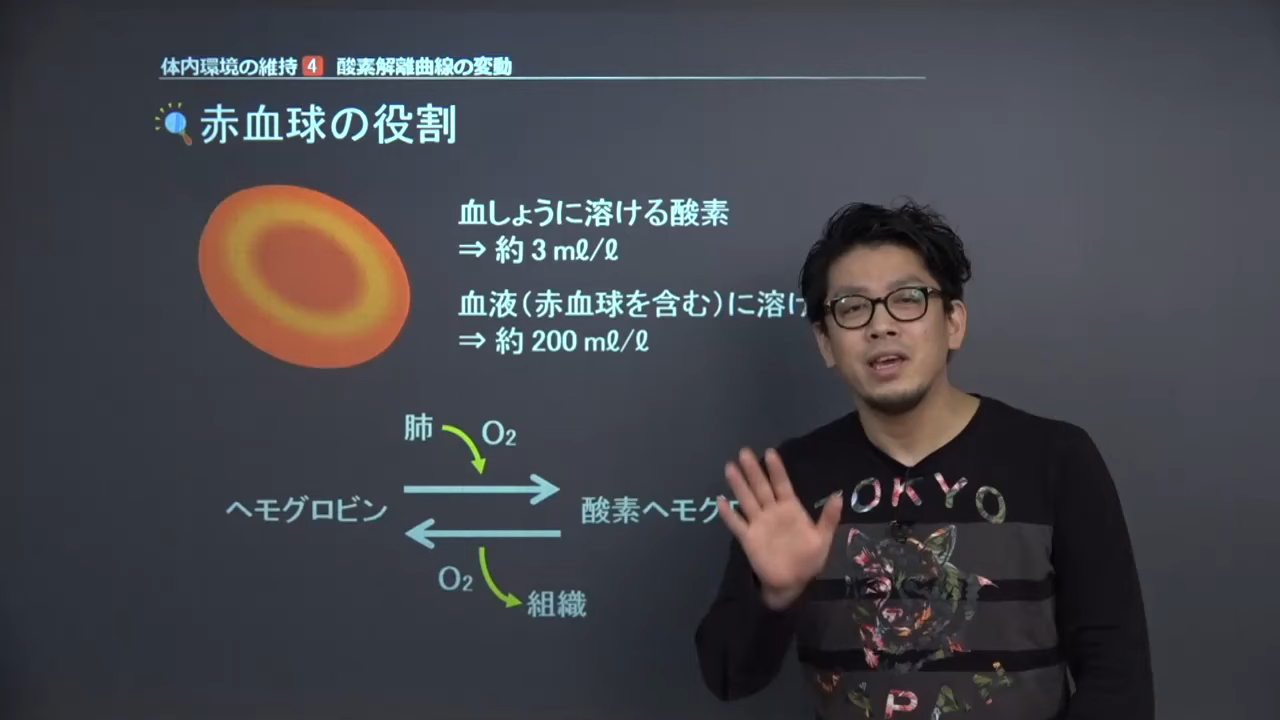 体内環境の維持 4 酸素解離曲線の変動
赤血球の役割
血しょうに溶ける酸素
⇒ 約 3 mℓ/ℓ
血液(赤血球を含む)に溶け
⇒ 約 200 mℓ/ℓ
肺 O₂
ヘモグロビン 酸素ヘモグロ
O₂ 組織
TOKYO
JAPAN